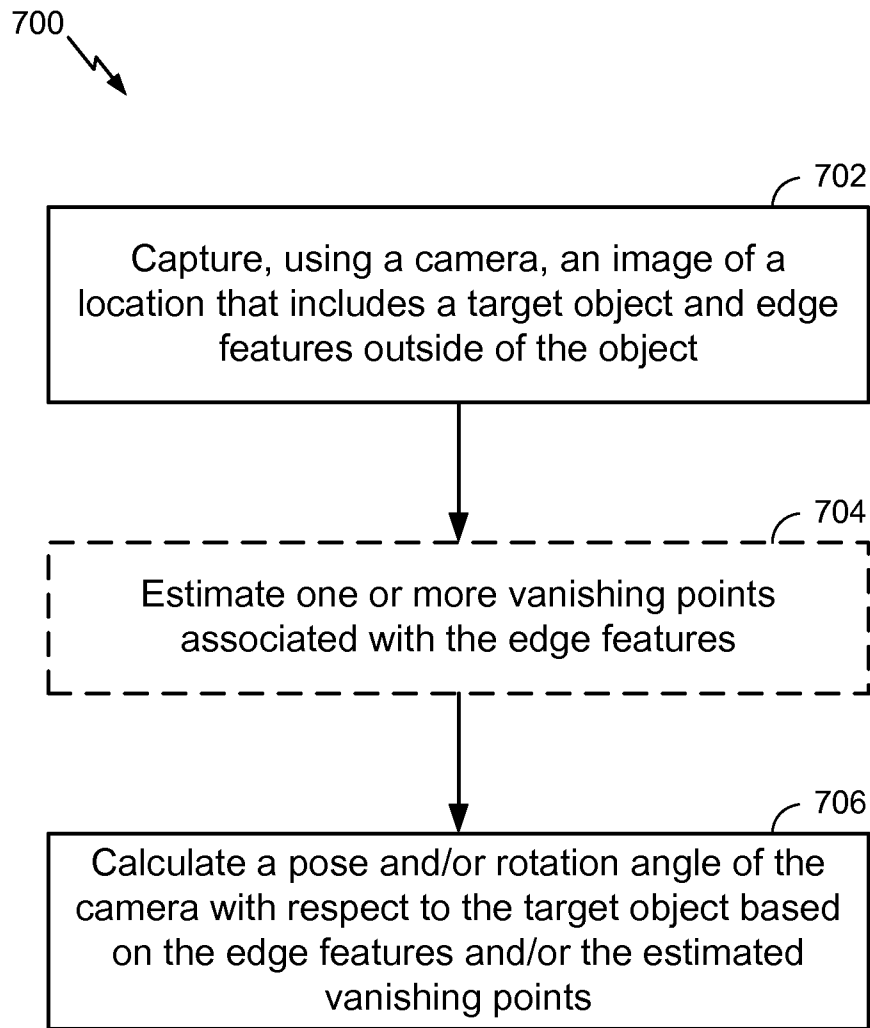 700
702
Capture, using a camera, an image of a
location that includes a target object and edge
features outside of the object
704
Estimate one or more vanishing points
associated with the edge features
706
Calculate a pose and/or rotation angle of the
camera with respect to the target object based
on the edge features and/or the estimated
vanishing points